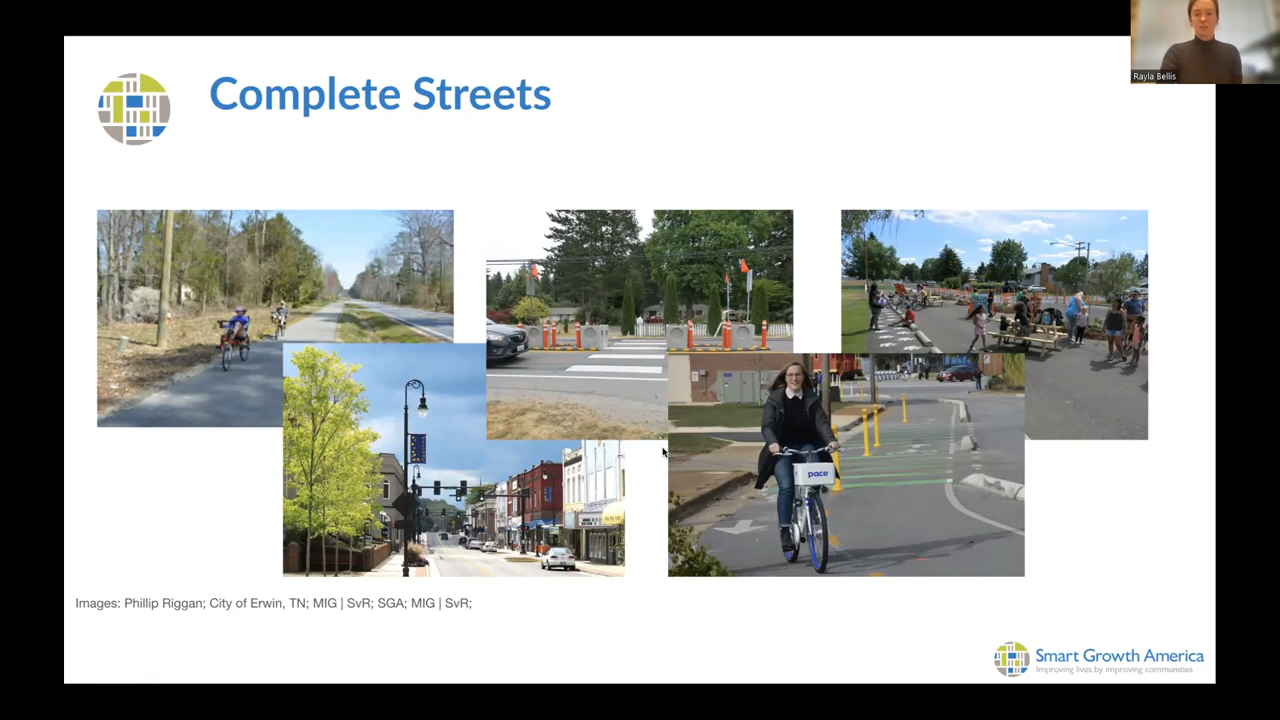 Rayla Bellis
Complete Streets
pace
Images: Phillip Riggan; City of Erwin, TN; MIG | SvR; SGA; MIG | SvR;
Smart Growth America
Improving lives by improving communities